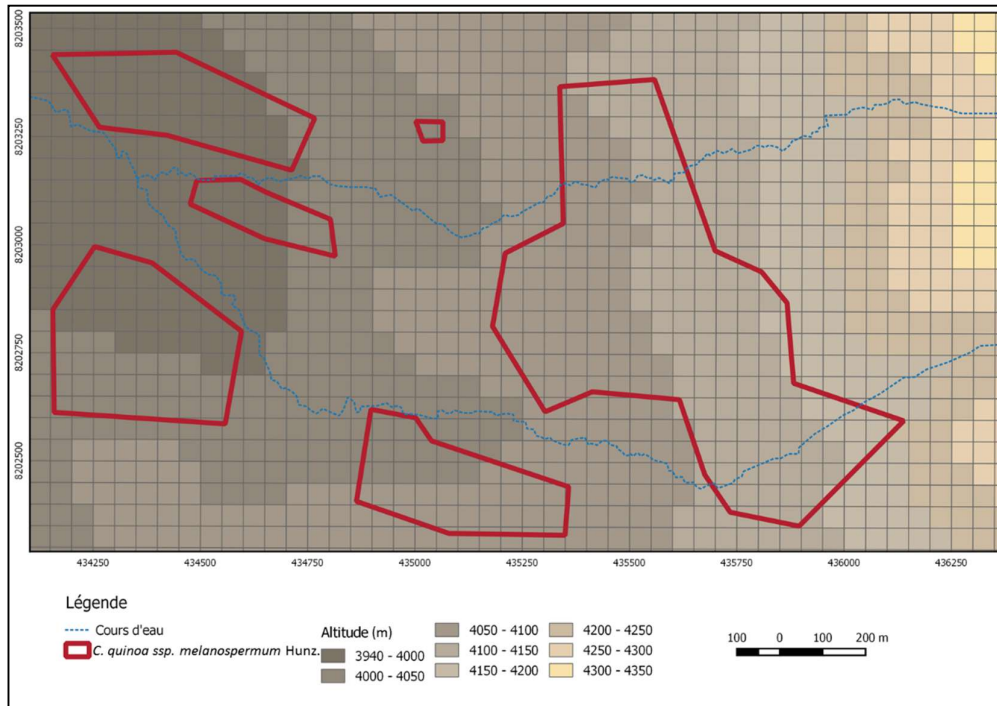 8203500
8203250
8203000
8202750
8202500
434250 434500 434750 435000 435250 435500 435750 436000 436250
Légende
Cours d'eau
C. quinoa ssp. melanospermum Hunz.
Altitude (m)
3940 - 4000
4000 - 4050
4050 - 4100
4100 - 4150
4150 - 4200
4200 - 4250
4250 - 4300
4300 - 4350
100 0 100 200 m